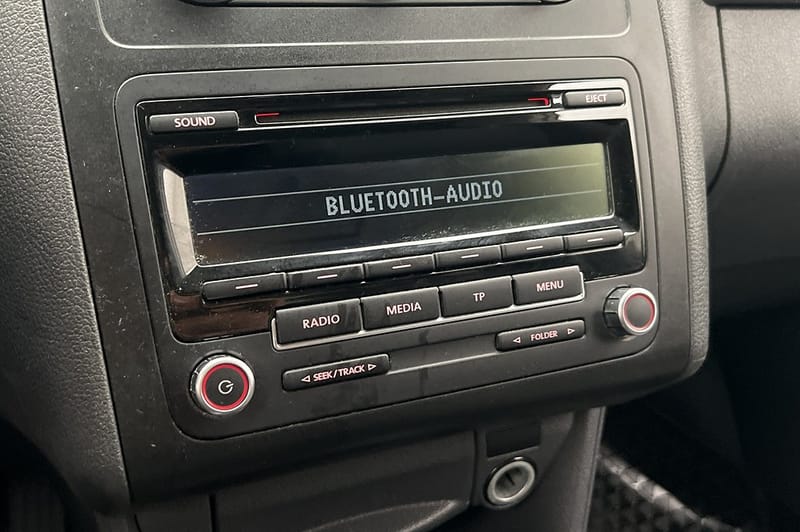 SOUND
EJECT
BLUETOOTH-AUDIO
RADIO
MEDIA
TP
MENU
SEEK/TRACK
FOLDER